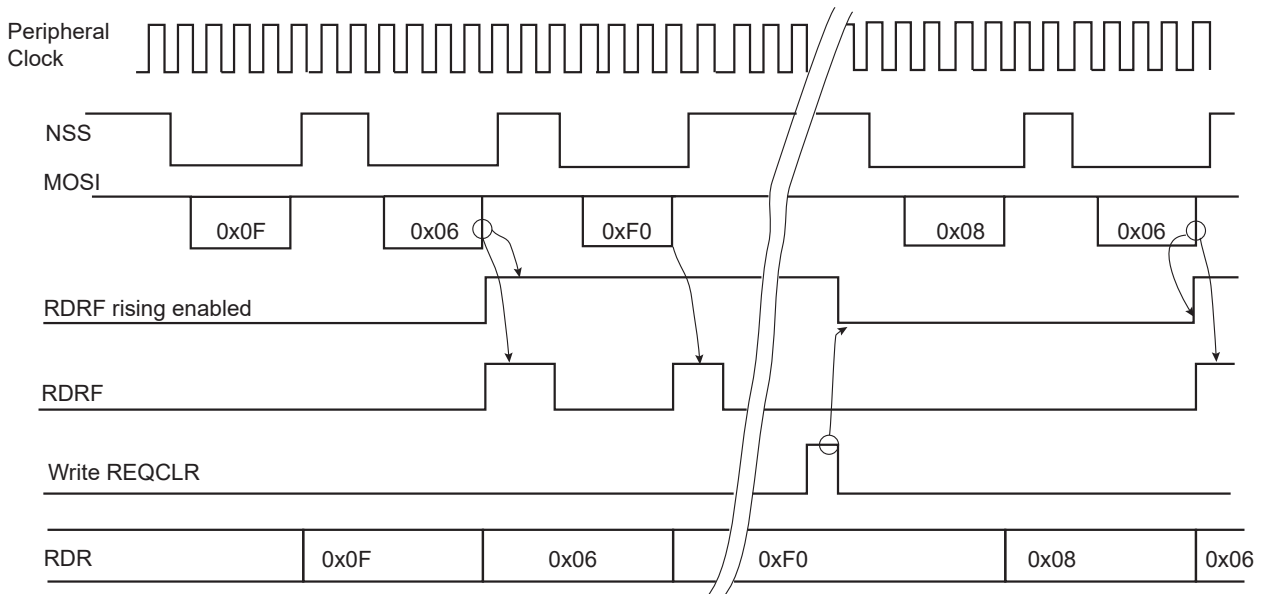 Peripheral
Clock
NSS
MOSI
0x0F 0x06 0xF0 0x08 0x06
RDRF rising enabled
RDRF
Write REQCLR
RDR 0x0F 0x06 0xF0 0x08 0x06